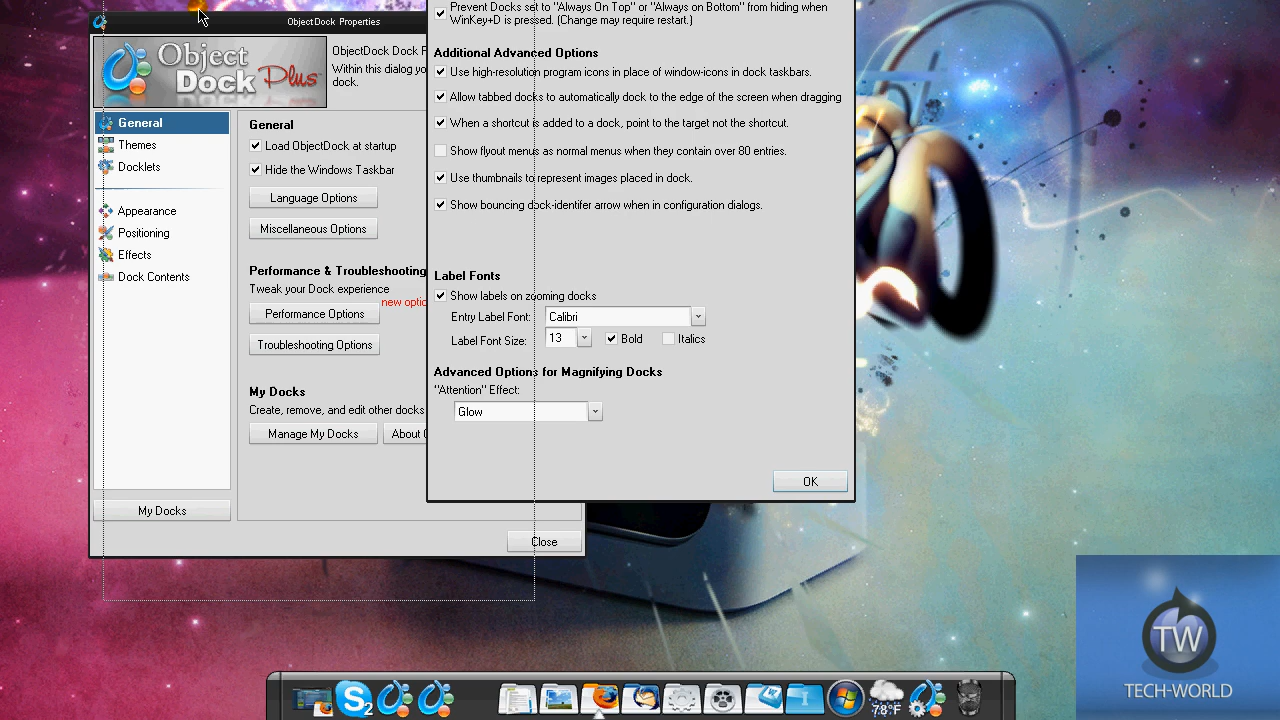 ObjectDock Properties
Object
Dock Plus
ObjectDock Dock P
Within this dialog yo
dock.
General
Themes
Docklets
Appearance
Positioning
Effects
Dock Contents
My Docks
General
Load ObjectDock at startup
Hide the Windows Taskbar
Language Options
Miscellaneous Options
Performance & Troubleshooting
Tweak your Dock experience
new optio
Performance Options
Troubleshooting Options
My Docks
Create, remove, and edit other docks
Manage My Docks
About O
Close
Prevent Docks set to "Always On Top" or "Always on Bottom" from hiding when
WinKey+D is pressed. (Change may require restart.)
Additional Advanced Options
Use high-resolution program icons in place of window icons in dock taskbar
Allow tabbed docks to automatically dock to the edge of the screen when dragging
When a shortcut is added to a dock, point to the target not the shortcut.
Show flyout menus as normal menus when they contain over 80 entries.
Use thumbnails to represent images placed in dock.
Show bouncing dock-identifer arrow when in configuration dialogs.
Label Fonts
Show labels on zooming docks
Entry Label Font: Calibri
Label Font Size: 13 Bold Italics
Advanced Options for Magnifying Docks
"Attention" Effect:
Glow
OK
TW
TECH-WORLD
2
78°F